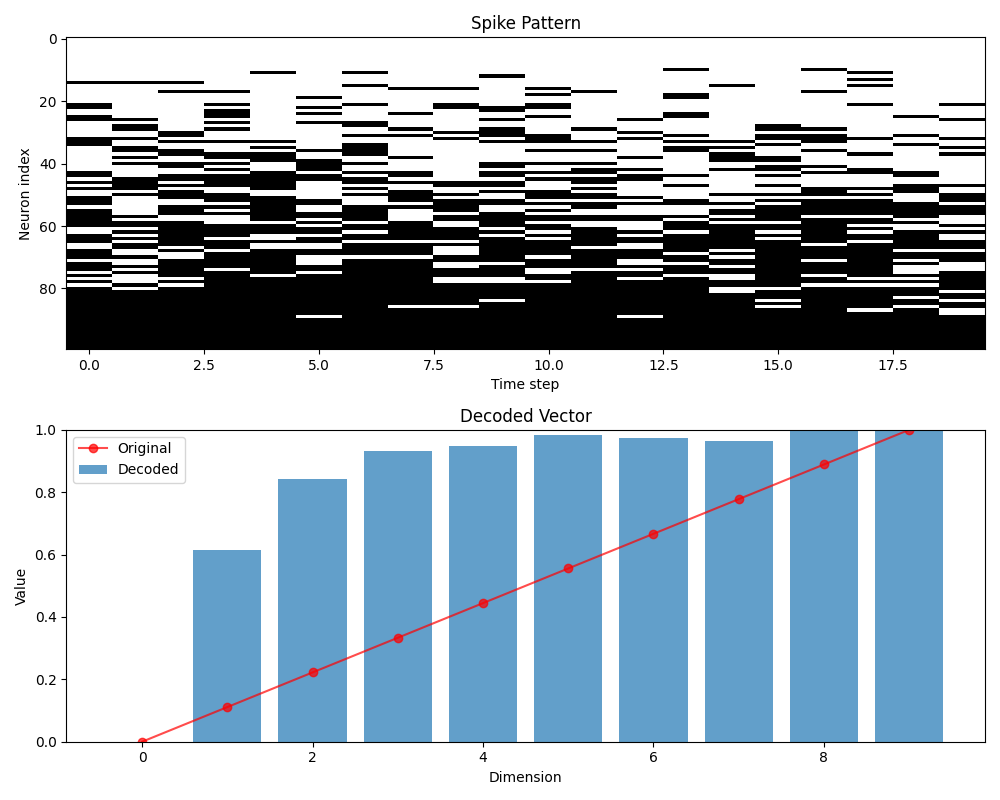 Spike Pattern
0
20
40
60
80
Neuron index
0.0 2.5 5.0 7.5 10.0 12.5 15.0 17.5
Time step
Decoded Vector
1.0
0.8
0.6
0.4
0.2
0.0
Value
Original
Decoded
0 2 4 6 8
Dimension